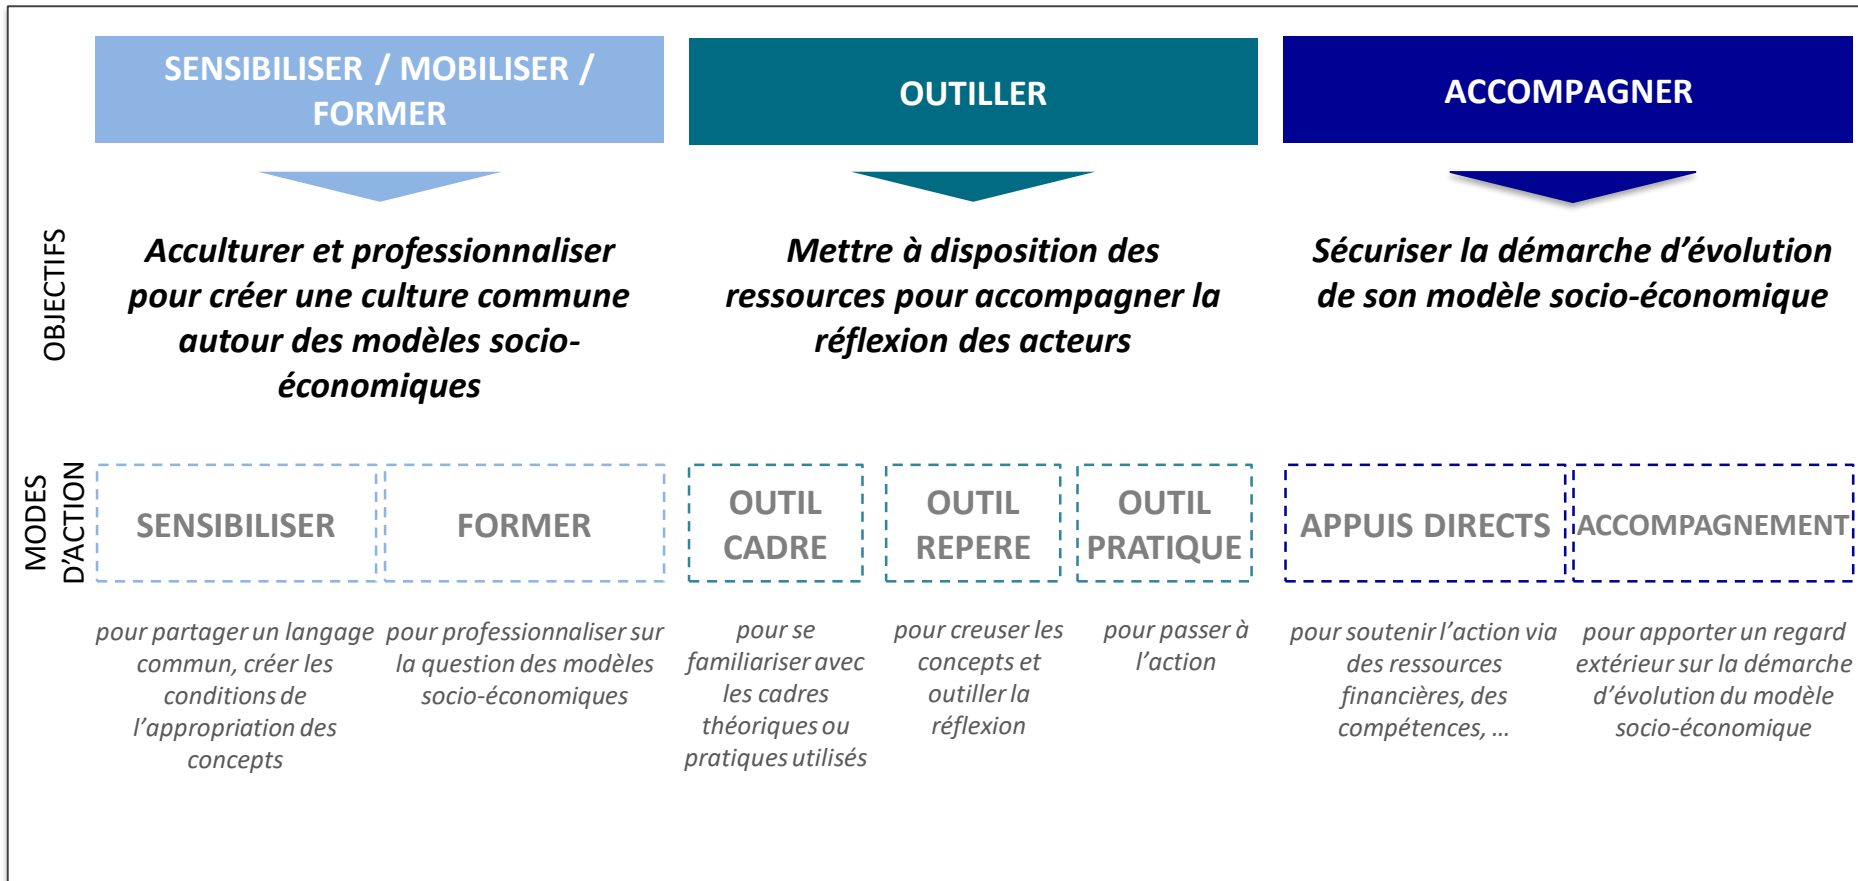 SENSIBILISER / MOBILISER /
FORMER
OUTILLER
ACCOMPAGNER
OBJECTIFS
Acculturer et professionnaliser
pour créer une culture commune
autour des modèles socio-
économiques
Mettre à disposition des
ressources pour accompagner la
réflexion des acteurs
Sécuriser la démarche d’évolution
de son modèle socio-économique
MODES
D’ACTION
SENSIBILISER
FORMER
OUTIL
CADRE
OUTIL
REPERE
OUTIL
PRATIQUE
APPUIS DIRECTS
ACCOMPAGNEMENT
pour partager un langage
commun, créer les
conditions de
l’appropriation des
concepts
pour professionnaliser sur
la question des modèles
socio-économiques
pour se
familiariser avec
les cadres
théoriques ou
pratiques utilisés
pour creuser les
concepts et
outiller la
réflexion
pour passer à
l’action
pour soutenir l’action via
des ressources
financières, des
compétences, …
pour apporter un regard
extérieur sur la démarche
d’évolution du modèle
socio-économique